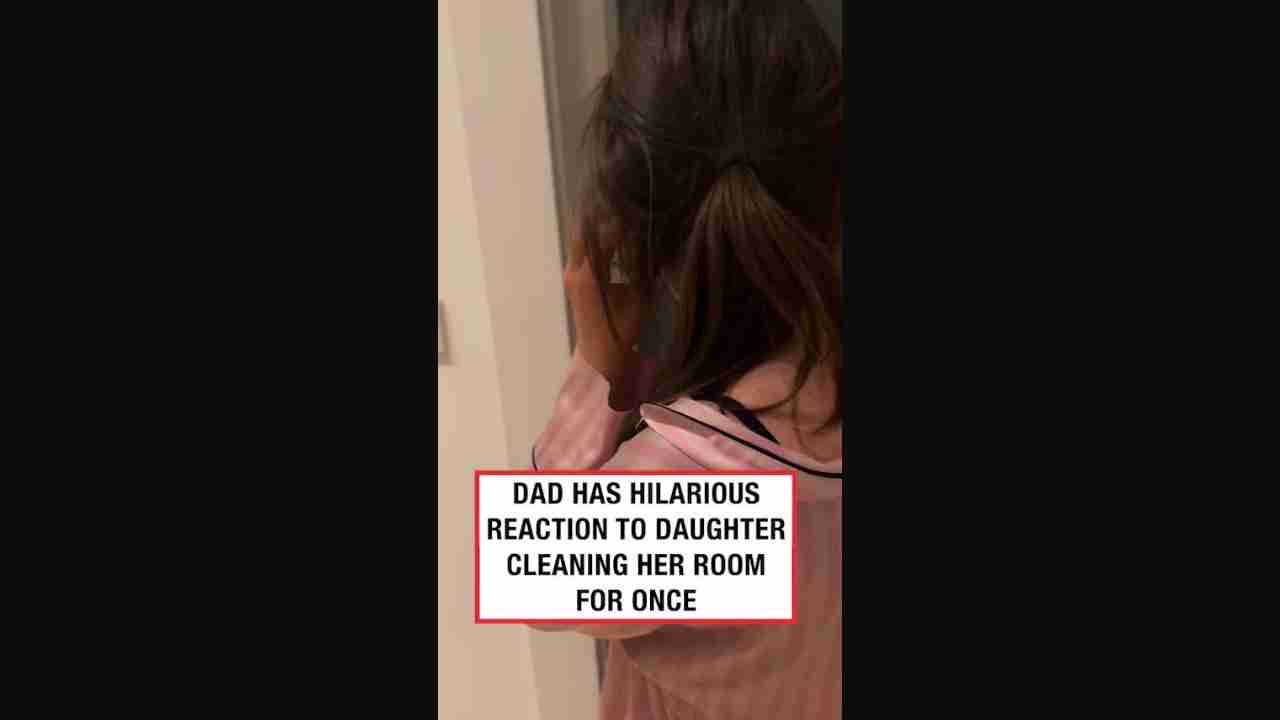 DAD HAS HILARIOUS
REACTION TO DAUGHTER
CLEANING HER ROOM
FOR ONCE